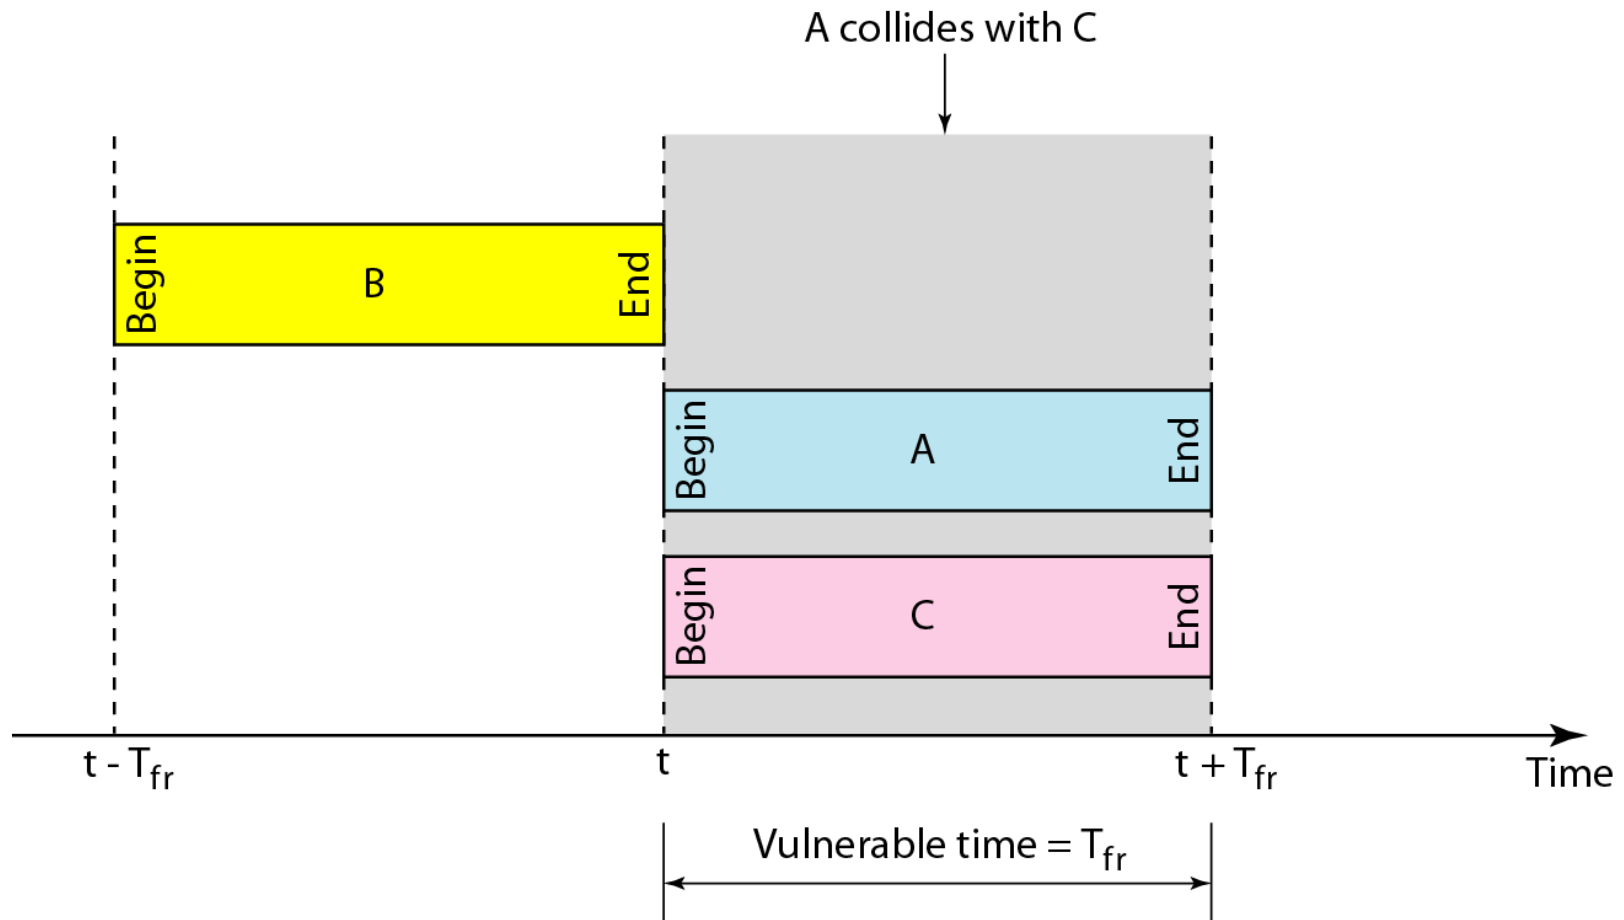 A collides with C
Begin
B
End
Begin
A
End
Begin
C
End
t - Tfr
t
t + Tfr
Time
Vulnerable time = Tfr